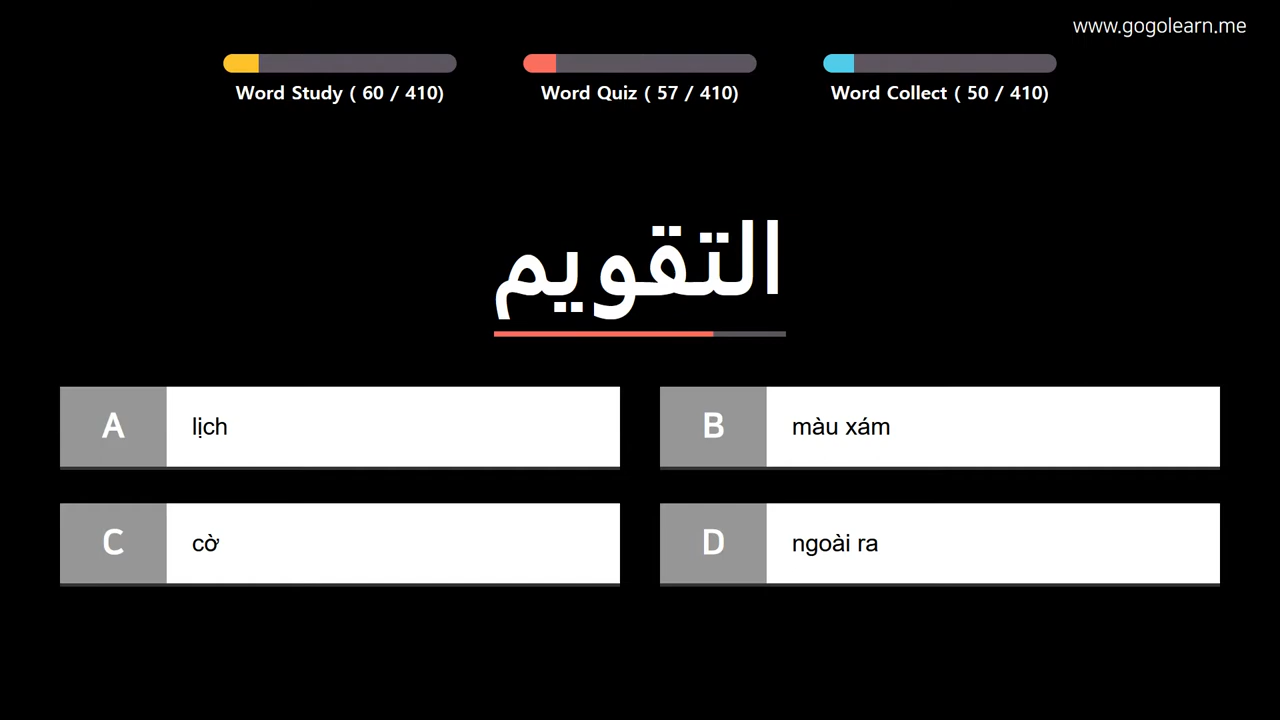 www.gogolearn.me
Word Study ( 60 / 410)
Word Quiz ( 57 / 410)
Word Collect ( 50 / 410)
التقويم
A lịch
B màu xám
C cờ
D ngoài ra